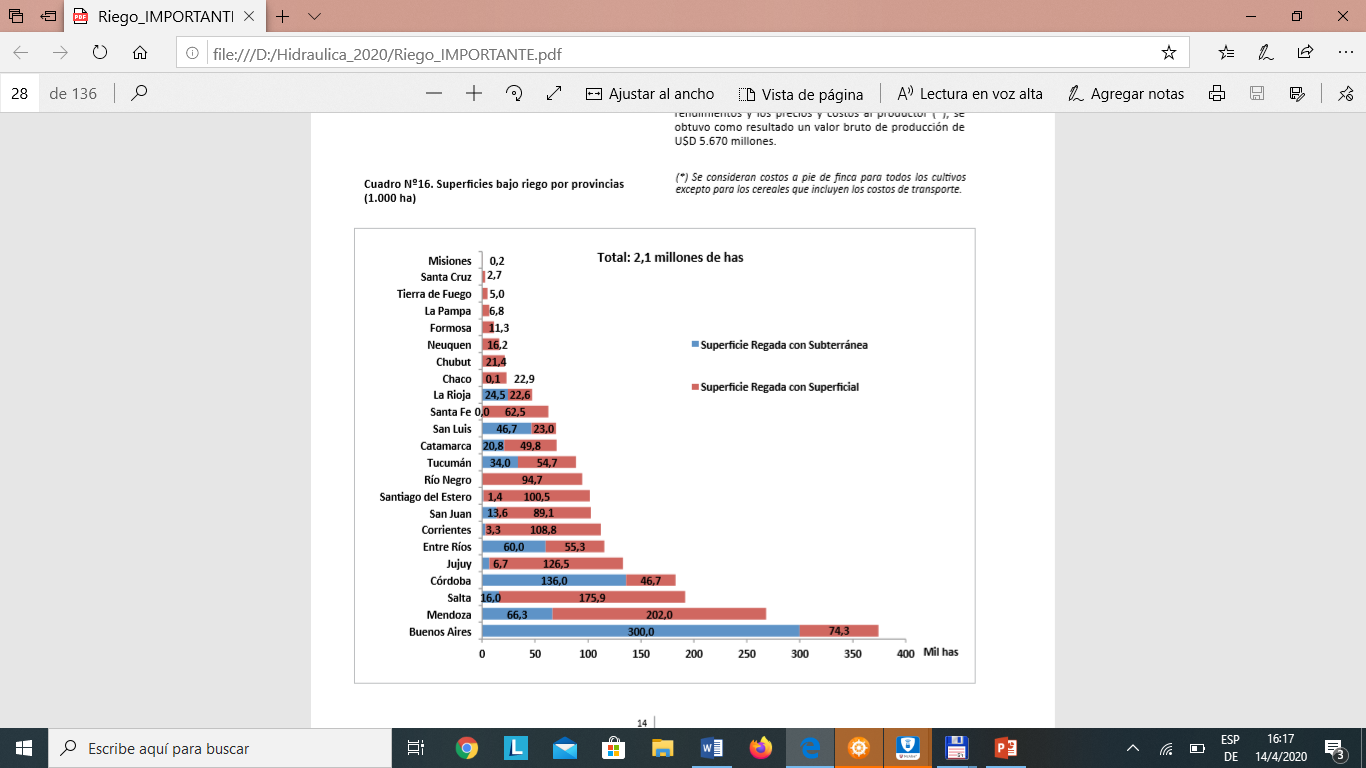 Riego_IMPORTANTI
file:///D:/Hidraulica_2020/Riego_IMPORTANTE.pdf
28 de 136
Ajustar al ancho
Vista de página
Lectura en voz alta
Agregar notas
rendimientos y los precios y costos al productor (*), se
obtuvo como resultado un valor bruto de producción de
U$D 5.670 millones.
(*) Se consideran costos a pie de finca para todos los cultivos
excepto para los cereales que incluyen los costos de transporte.
Cuadro Nº16. Superficies bajo riego por provincias
(1.000 ha)
Total: 2,1 millones de has
Misiones 0,2
Santa Cruz 2,7
Tierra de Fuego 5,0
La Pampa 6,8
Formosa 11,3
Neuquen 16,2
Superficie Regada con Subterránea
Chubut 21,4
Chaco 0,1 22,9
Superficie Regada con Superficial
La Rioja 24,5 22,6
Santa Fe 0,0 62,5
San Luis 46,7 23,0
Catamarca 20,8 49,8
Tucumán 34,0 54,7
Río Negro 94,7
Santiago del Estero 1,4 100,5
San Juan 13,6 89,1
Corrientes 3,3 108,8
Entre Ríos 60,0 55,3
Jujuy 6,7 126,5
Córdoba 136,0 46,7
Salta 16,0 175,9
Mendoza 66,3 202,0
Buenos Aires 300,0 74,3
0 50 100 150 200 250 300 350 400 Mil has
14
Escribe aquí para buscar
ESP
DE
16:17
14/4/2020
3